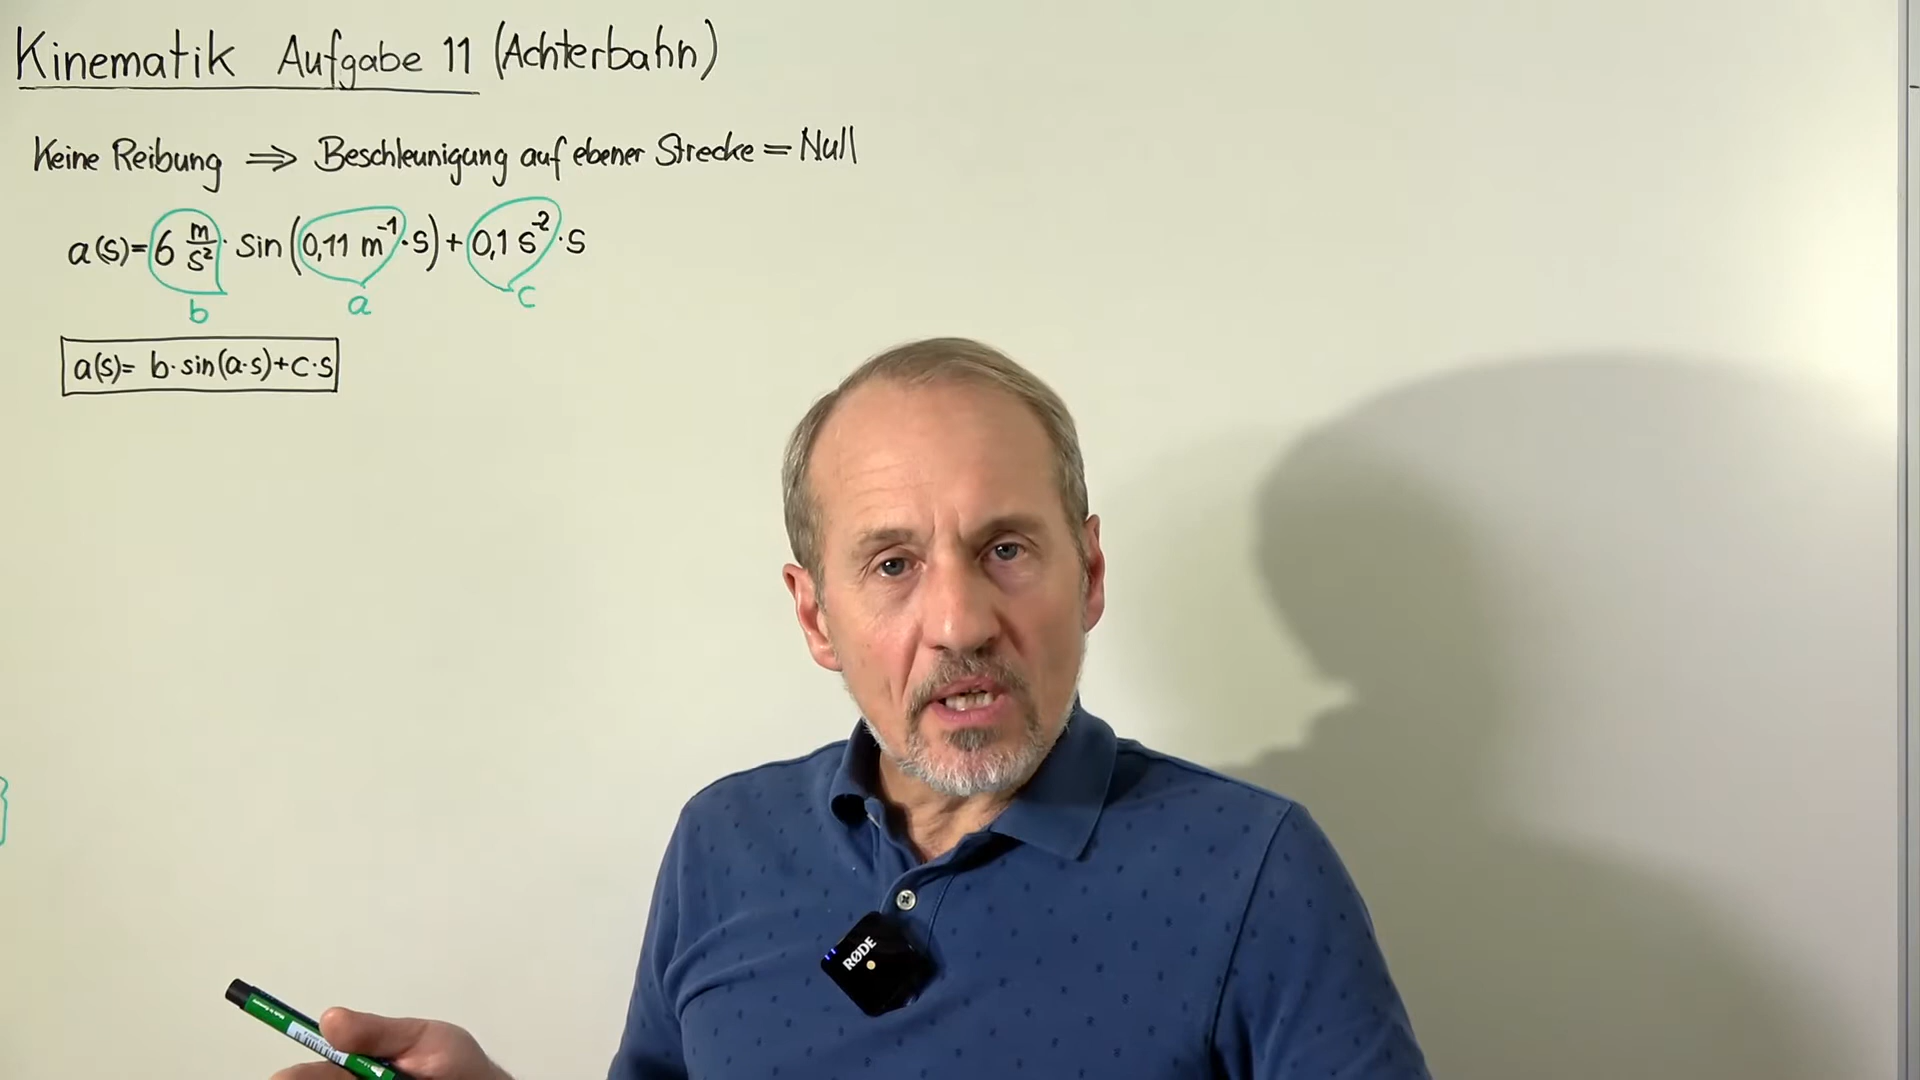 Kinematik Aufgabe 11 (Achterbahn)
Keine Reibung ⟹ Beschleunigung auf ebener Strecke = Null
a(s)= 6 m/s² · sin(0,11 m⁻¹·s) + 0,1 s⁻²·s
b a c
a(s)= b·sin(a·s)+c·s
RØDE